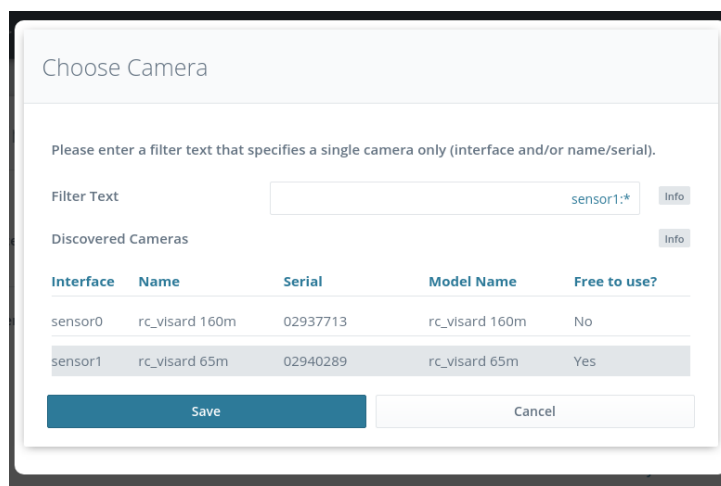 Choose Camera
Please enter a filter text that specifies a single camera only (interface and/or name/serial).
Filter Text sensor1:* Info
Discovered Cameras Info
Interface Name Serial Model Name Free to use?
sensor0 rc_visard 160m 02937713 rc_visard 160m No
sensor1 rc_visard 65m 02940289 rc_visard 65m Yes
Save Cancel